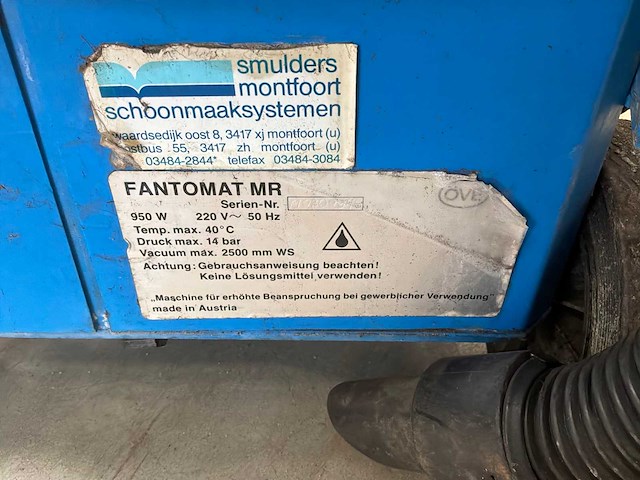 smulders
montfoort
schoonmaaksystemen
waardsedijk oost 8, 3417 xj montfoort (u)
55, 3417 zh montfoort (u)
03484-2844* telefax 03484-3084
FANTOMAT MR
ÖVE
Serien-Nr.
950 W 220 V~ 50 Hz
Temp. max. 40°C
Druck max. 14 bar
Vacuum máx. 2500 mm WS
Achtung: Gebrauchsanweisung beachten!
Keine Lösungsmittel verwenden!
„Maschine für erhöhte Beanspruchung bei gewerblicher Verwendung"
made in Austria